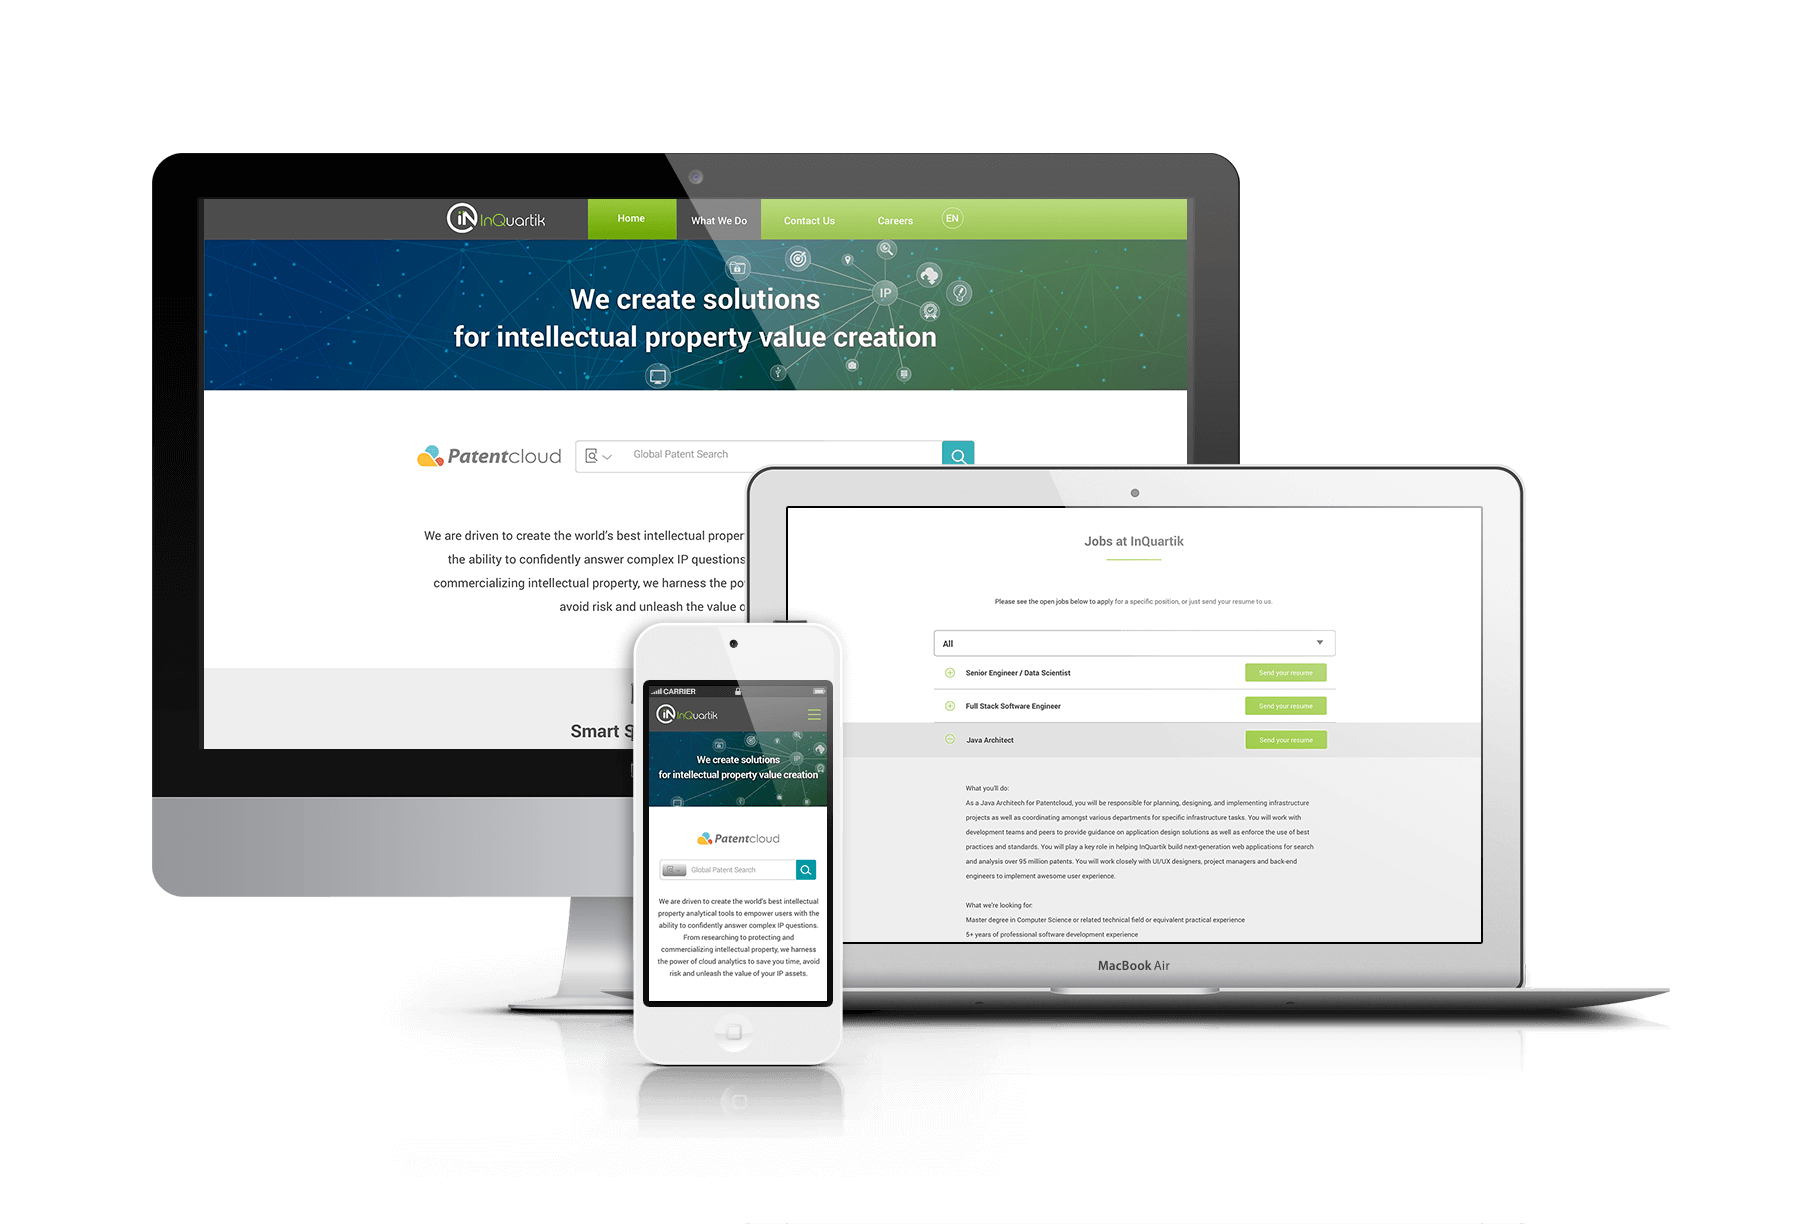 iN InQuartik
Home
What We Do
Contact Us
Careers
EN
IP
We create solutions
for intellectual property value creation
Patentcloud
Global Patent Search
We are driven to create the world's best intellectual proper
the ability to confidently answer complex IP questions
commercializing intellectual property, we harness the po
avoid risk and unleash the value
Smart S
Jobs at InQuartik
Please see the open jobs below to apply for a specific position, or just send your resume to us.
All
Senior Engineer / Data Scientist
Send your resume
Full Stack Software Engineer
Send your resume
Java Architect
Send your resume
What you'll do:
As a Java Architech for Patentcloud, you will be responsible for planning, designing, and implementing infrastructure
projects as well as coordinating amongst various departments for specific infrastructure tasks. You will work with
development teams and peers to provide guidance on application design solutions as well as enforce the use of best
practices and standards. You will play a key role in helping InQuartik build next-generation web applications for search
and analysis over 95 million patents. You will work closely with UI/UX designers, project managers and back-end
engineers to implement awesome user experience.
What we're looking for:
Master degree in Computer Science or related technical field or equivalent practical experience
5+ years of professional software development experience
MacBook Air
CARRIER
iN InQuartik
IP
We create solutions
for intellectual property value creation
Patentcloud
Global Patent Search
We are driven to create the world's best intellectual
property analytical tools to empower users with the
ability to confidently answer complex IP questions.
From researching to protecting and
commercializing intellectual property, we harness
the power of cloud analytics to save you time, avoid
risk and unleash the value of your IP assets.